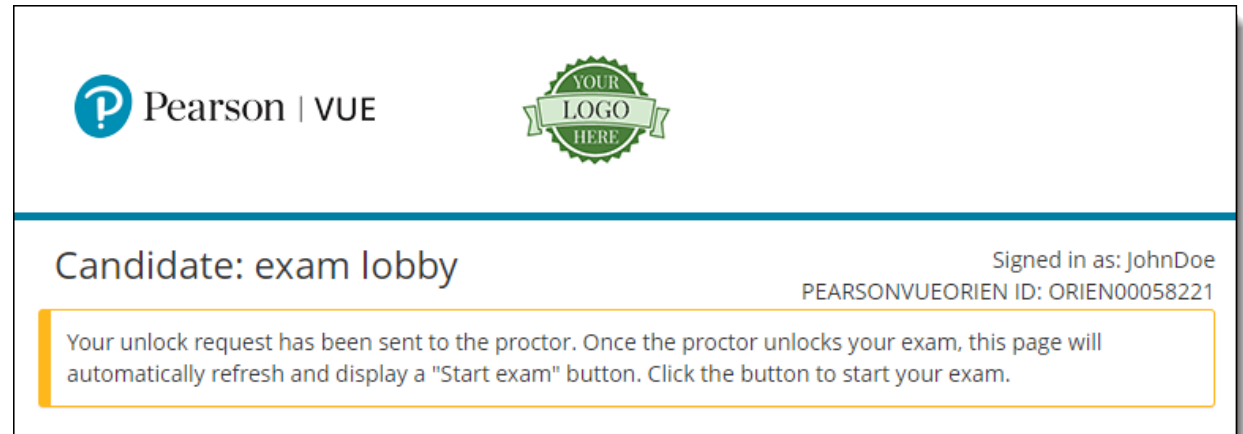 Pearson | VUE
YOUR
LOGO
HERE
Candidate: exam lobby
Signed in as: JohnDoe
PEARSONVUEORIEN ID: ORIEN00058221
Your unlock request has been sent to the proctor. Once the proctor unlocks your exam, this page will
automatically refresh and display a "Start exam" button. Click the button to start your exam.